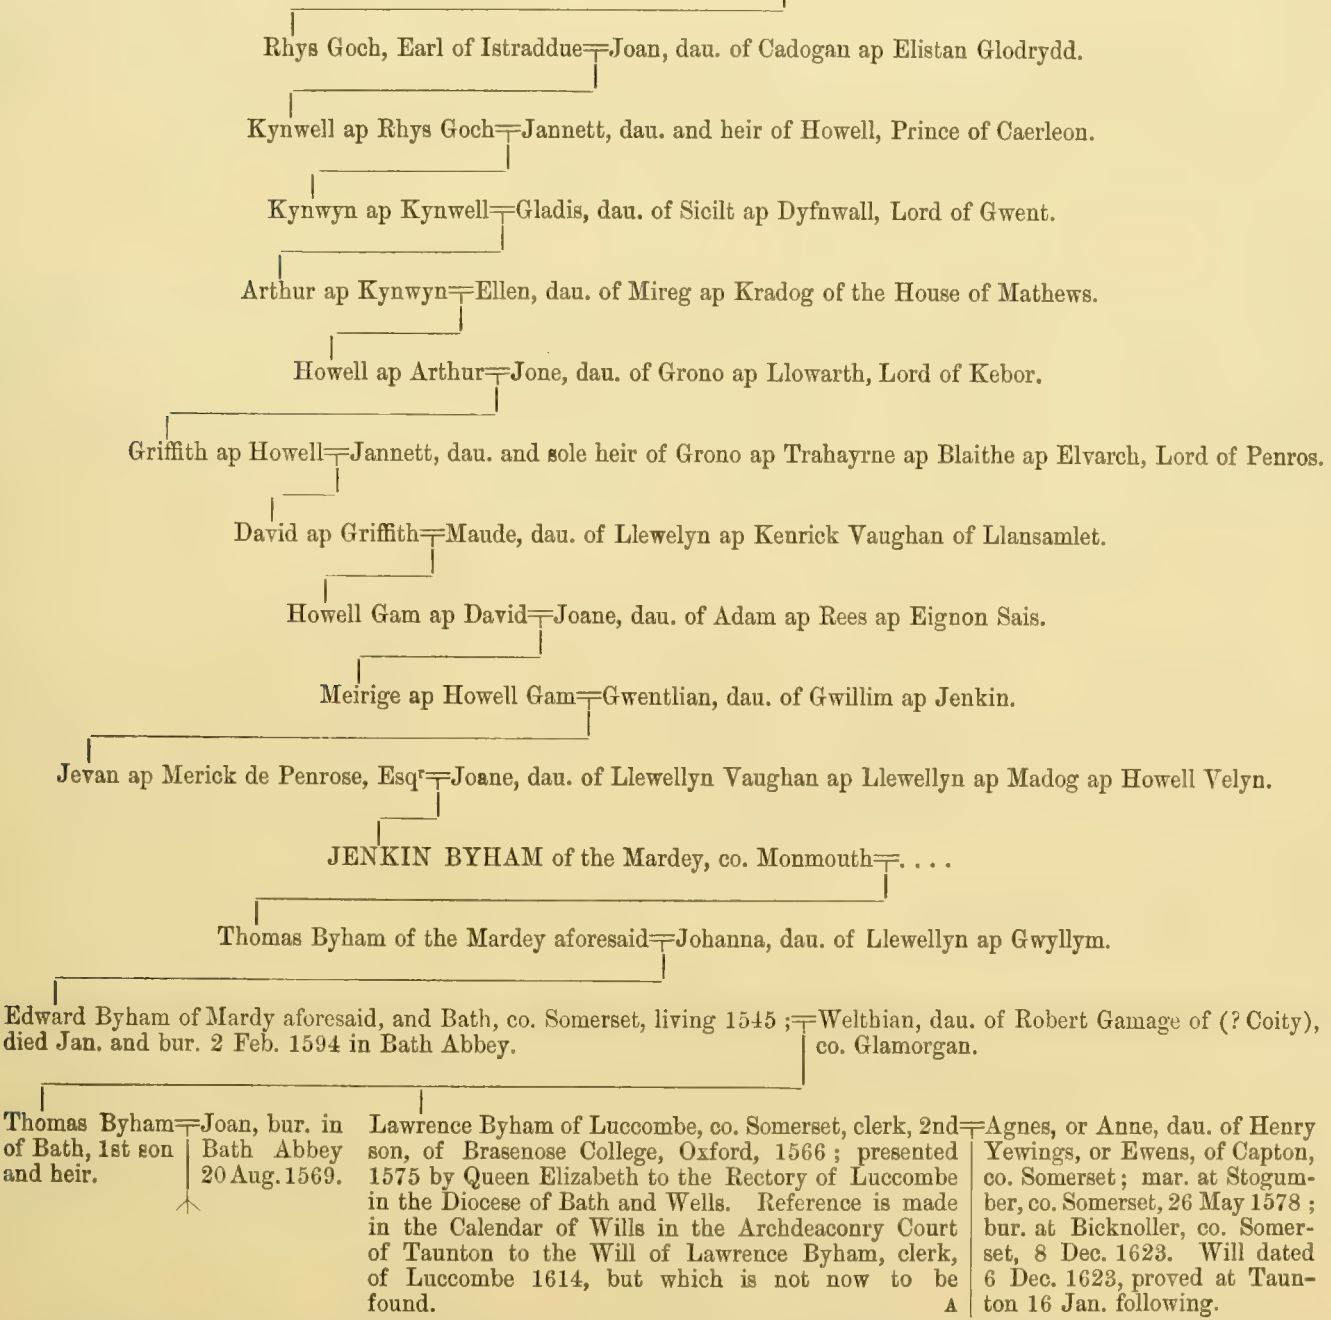 Rhys Goch, Earl of Istraddue=Joan, dau. of Cadogan ap Elistan Glodrydd.
Kynwell ap Rhys Goch=Jannett, dau. and heir of Howell, Prince of Caerleon.
Kynwyn ap Kynwell=Gladis, dau. of Sicilt ap Dyfnwall, Lord of Gwent.
Arthur ap Kynwyn=Ellen, dau. of Mireg ap Kradog of the House of Mathews.
Howell ap Arthur=Jone, dau. of Grono ap Llowarth, Lord of Kebor.
Griffith ap Howell=Jannett, dau. and sole heir of Grono ap Trahayrne ap Blaithe ap Elvarch, Lord of Penros.
David ap Griffith=Maude, dau. of Llewelyn ap Kenrick Vaughan of Llansamlet.
Howell Gam ap David=Joane, dau. of Adam ap Rees ap Eignon Sais.
Meirige ap Howell Gam=Gwentlian, dau. of Gwillim ap Jenkin.
Jevan ap Merick de Penrose, Esqʳ=Joane, dau. of Llewellyn Vaughan ap Llewellyn ap Madog ap Howell Velyn.
JENKIN BYHAM of the Mardey, co. Monmouth=. . . .
Thomas Byham of the Mardey aforesaid=Johanna, dau. of Llewellyn ap Gwyllym.
Edward Byham of Mardy aforesaid, and Bath, co. Somerset, living 1545 ;=Welthian, dau. of Robert Gamage of (? Coity),
died Jan. and bur. 2 Feb. 1594 in Bath Abbey.
co. Glamorgan.
Thomas Byham=Joan, bur. in
of Bath, 1st son
Bath Abbey
and heir.
20 Aug. 1569.
Lawrence Byham of Luccombe, co. Somerset, clerk, 2nd=
son, of Brasenose College, Oxford, 1566 ; presented
1575 by Queen Elizabeth to the Rectory of Luccombe
in the Diocese of Bath and Wells. Reference is made
in the Calendar of Wills in the Archdeaconry Court
of Taunton to the Will of Lawrence Byham, clerk,
of Luccombe 1614, but which is not now to be
found. A
Agnes, or Anne, dau. of Henry
Yewings, or Ewens, of Capton,
co. Somerset ; mar. at Stogum-
ber, co. Somerset, 26 May 1578 ;
bur. at Bicknoller, co. Somer-
set, 8 Dec. 1623. Will dated
6 Dec. 1623, proved at Taun-
ton 16 Jan. following.